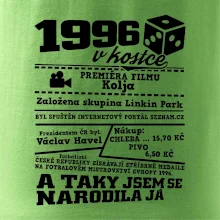 1996
v kostce
PREMIÉRA FILMU
Kolja
Založena skupina Linkin Park
BYL SPUŠTĚN INTERNETOVÝ PORTÁL SEZNAM.CZ
Prezidentem ČR byl:
Václav Havel
Nákup:
CHLEBA ... 15,70 KČ
PIVO
6,50 KČ
Fotbalisté
ČESKÉ REPUBLIKY ZÍSKÁVAJÍ STŘÍBRNÉ MEDAILE
NA FOTBALOVÉM MISTROVSTVÍ EVROPY 1996.
A TAKY JSEM SE
NARODILA JÁ